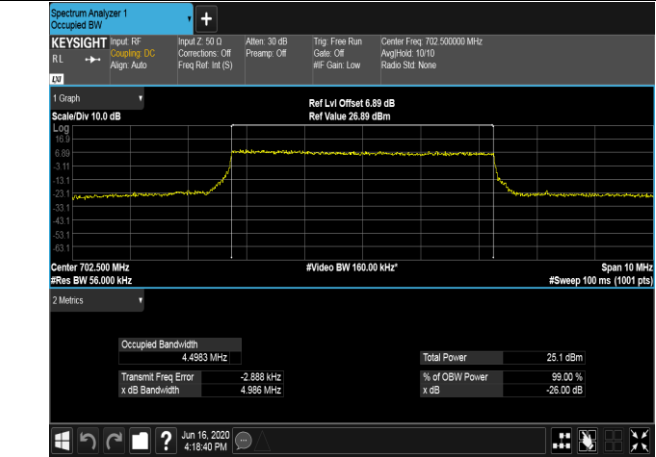 Spectrum Analyzer 1
Occupied BW
+
KEYSIGHT Input: RF Input Z: 50 Ω Atten: 30 dB Trig: Free Run Center Freq: 702.500000 MHz
RL Coupling: DC Corrections: Off Preamp: Off Gate: Off Avg|Hold: 10/10
Align: Auto Freq Ref: Int (S) #IF Gain: Low Radio Std: None
LXI
1 Graph
Ref Lvl Offset 6.89 dB
Scale/Div 10.0 dB Ref Value 26.89 dBm
Log
16.9
6.89
-3.11
-13.1
-23.1
-33.1
-43.1
-53.1
-63.1
Center 702.500 MHz #Video BW 160.00 kHz* Span 10 MHz
#Res BW 56.000 kHz #Sweep 100 ms (1001 pts)
2 Metrics
Occupied Bandwidth
4.4983 MHz Total Power 25.1 dBm
Transmit Freq Error -2.888 kHz % of OBW Power 99.00 %
x dB Bandwidth 4.986 MHz x dB -26.00 dB
? Jun 16, 2020
4:18:40 PM